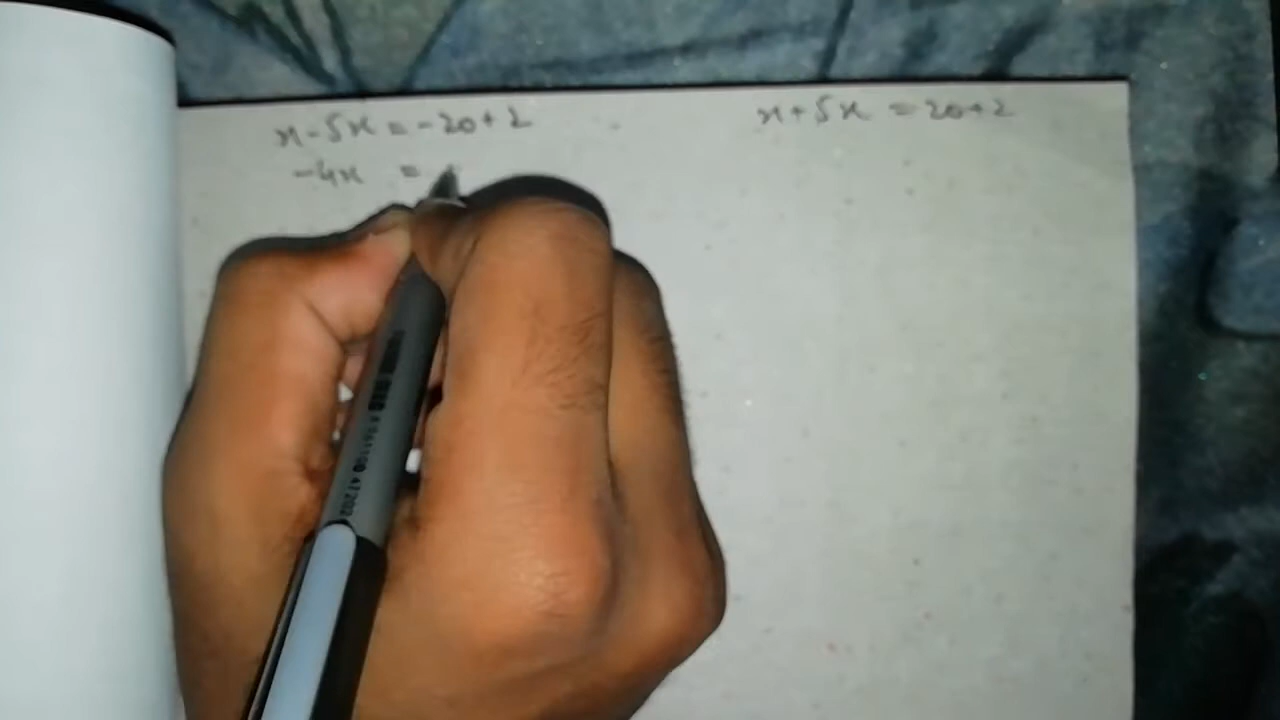 x-5x=-20+2
-4x =
x+5x =20+2